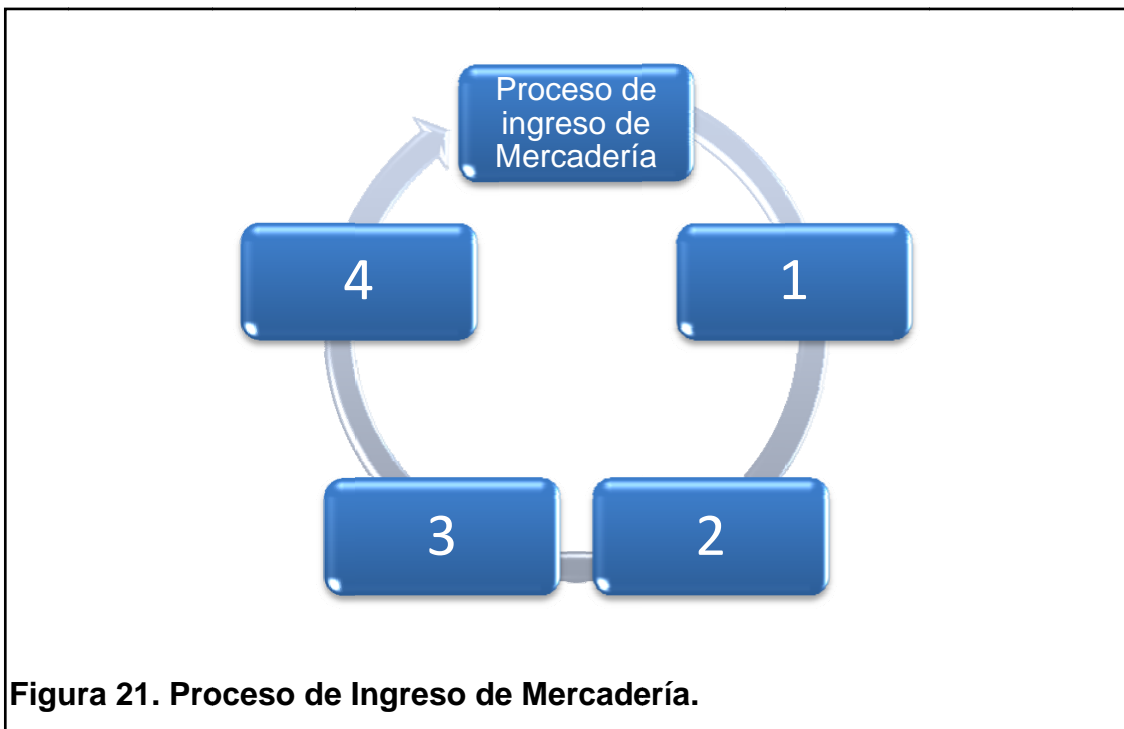 Proceso de
ingreso de
Mercadería
1
2
3
4
Figura 21. Proceso de Ingreso de Mercadería.